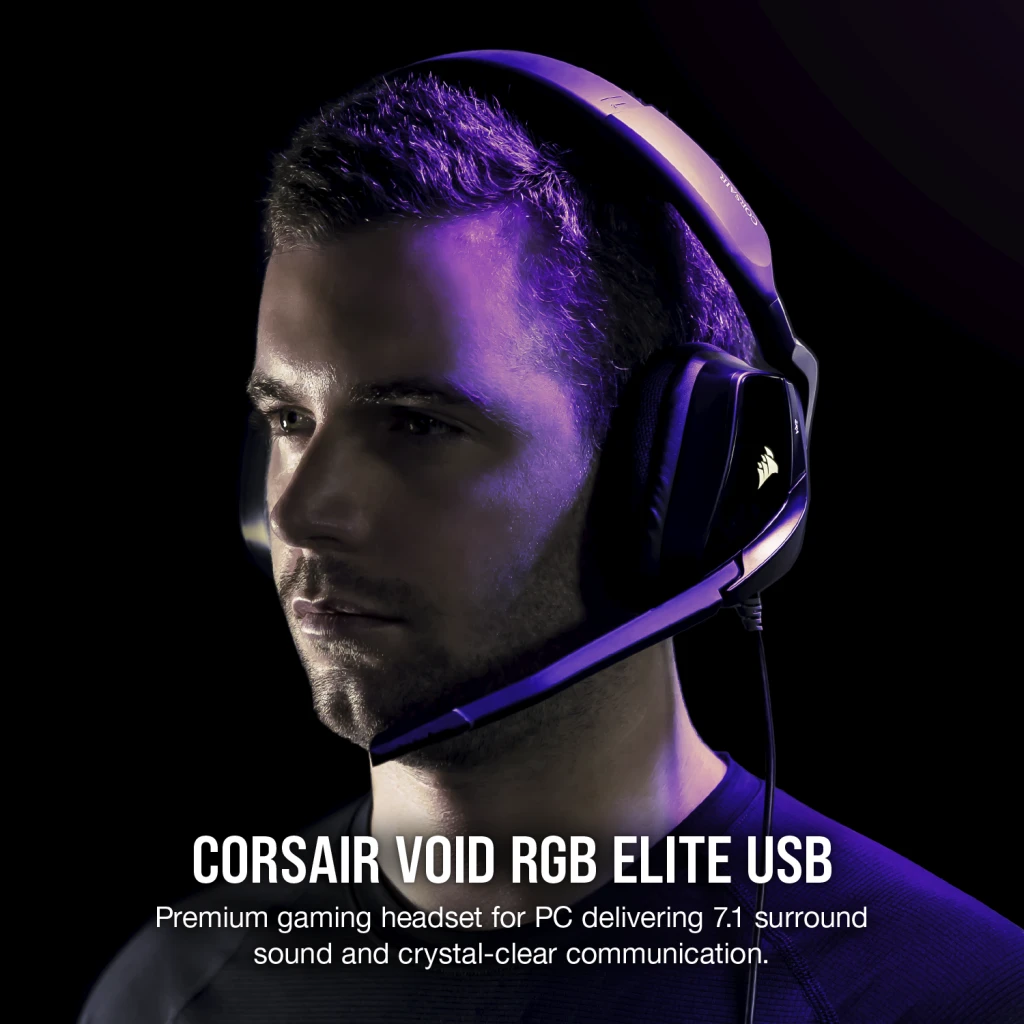 CORSAIR
CORSAIR VOID RGB ELITE USB
Premium gaming headset for PC delivering 7.1 surround
sound and crystal-clear communication.